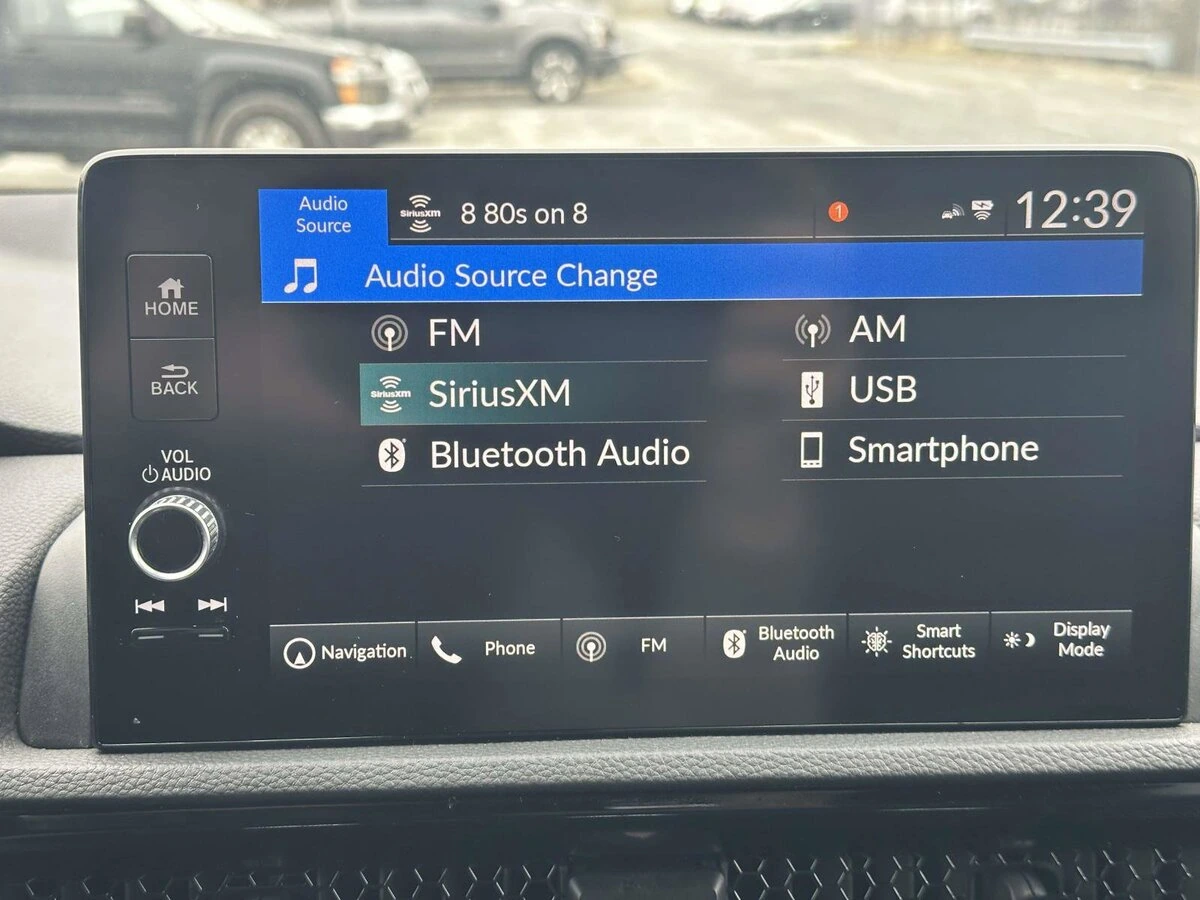 Audio
Source
SiriusXM
8 80s on 8
1
12:39
Audio Source Change
HOME
BACK
FM
AM
SiriusXM
SiriusXM
USB
Bluetooth Audio
Smartphone
VOL
AUDIO
Navigation
Phone
FM
Bluetooth
Audio
Smart
Shortcuts
Display
Mode